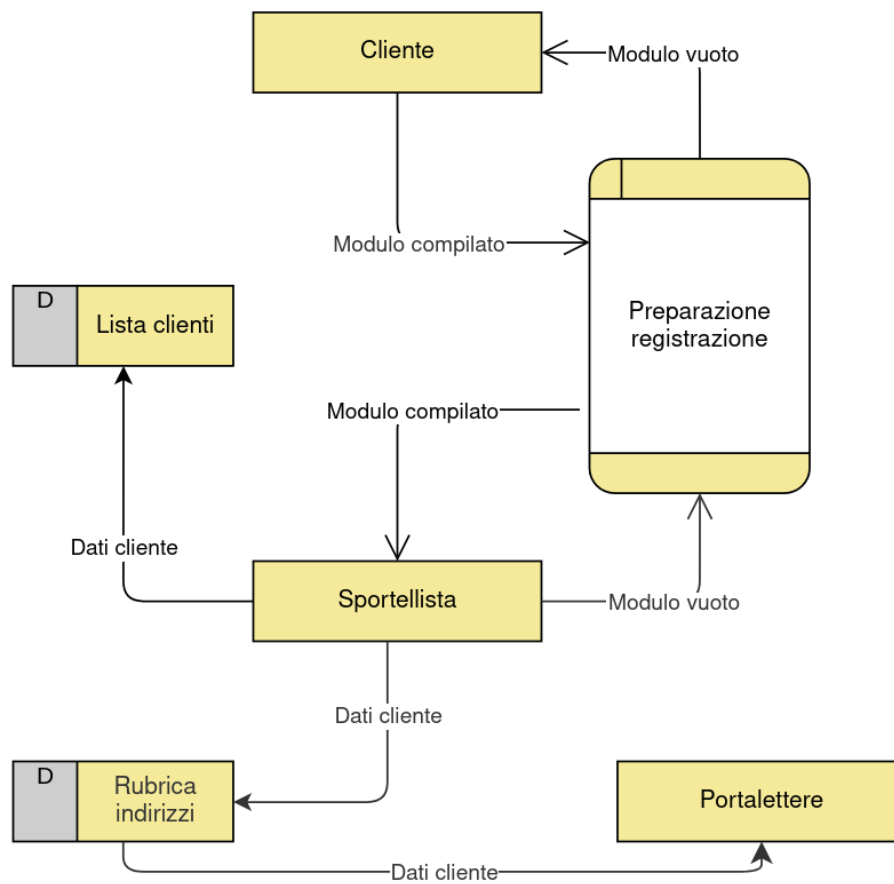 Cliente
Modulo vuoto
Modulo compilato
D
Lista clienti
Preparazione
registrazione
Modulo compilato
Dati cliente
Sportellista
Modulo vuoto
Dati cliente
D
Rubrica
indirizzi
Portalettere
Dati cliente